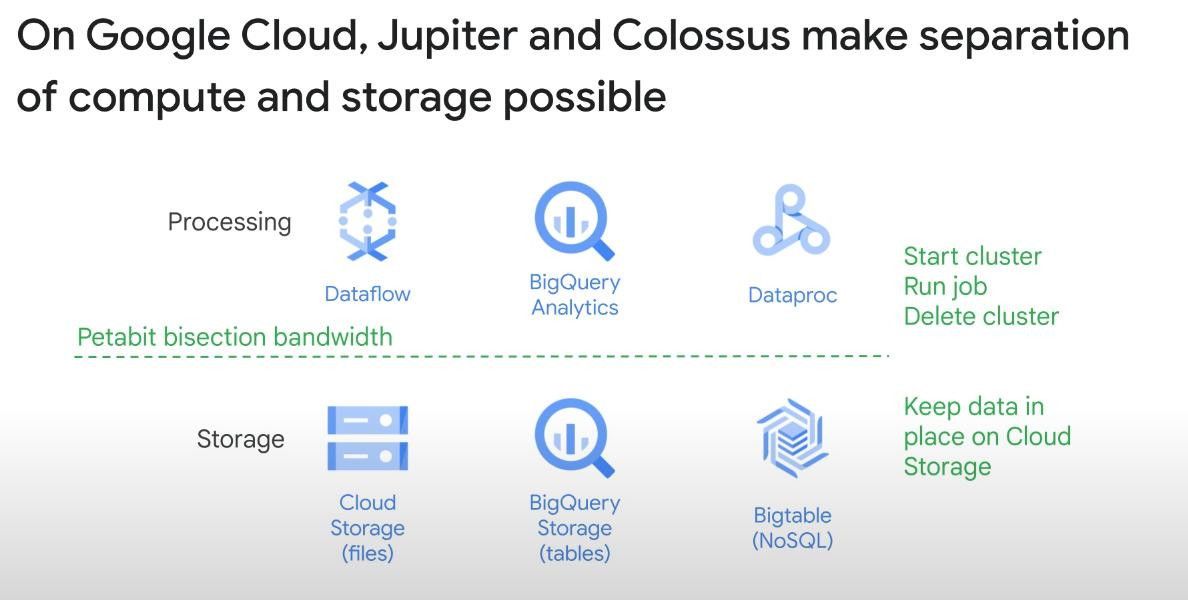 On Google Cloud, Jupiter and Colossus make separation
of compute and storage possible
Processing
Dataflow
BigQuery
Analytics
Dataproc
Start cluster
Run job
Delete cluster
Petabit bisection bandwidth
Storage
Cloud
Storage
(files)
BigQuery
Storage
(tables)
Bigtable
(NoSQL)
Keep data in
place on Cloud
Storage